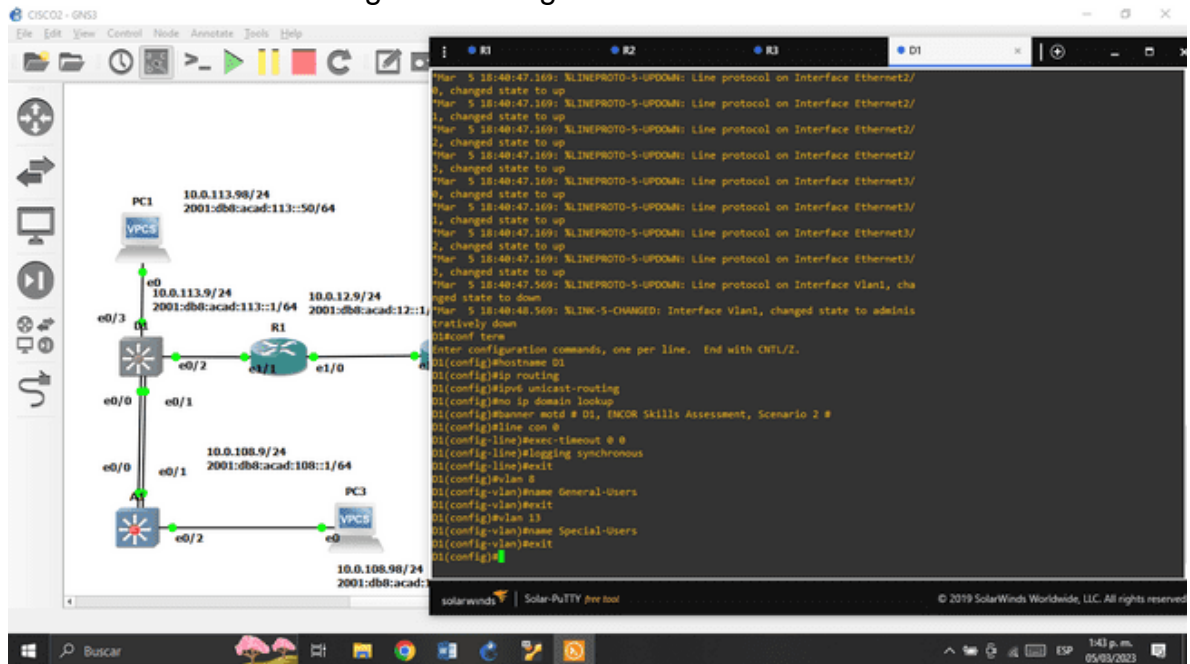 CISCO2 - GNS3
File Edit View Control Node Annotate Tools Help
R1
R2
R3
D1
PC1
10.0.113.98/24
2001:db8:acad:113::50/64
VPCS
e0
10.0.113.9/24
2001:db8:acad:113::1/64
10.0.12.9/24
2001:db8:acad:12::1/
e0/3
D1
R1
e0/2
e1/1
e1/0
e0/0
e0/1
10.0.108.9/24
2001:db8:acad:108::1/64
e0/0
e0/1
A1
PC3
VPCS
e0/2
e0
10.0.108.98/24
2001:db8:acad:1
*Mar 5 18:40:47.169: %LINEPROTO-5-UPDOWN: Line protocol on Interface Ethernet2/
0, changed state to up
*Mar 5 18:40:47.169: %LINEPROTO-5-UPDOWN: Line protocol on Interface Ethernet2/
1, changed state to up
*Mar 5 18:40:47.169: %LINEPROTO-5-UPDOWN: Line protocol on Interface Ethernet2/
2, changed state to up
*Mar 5 18:40:47.169: %LINEPROTO-5-UPDOWN: Line protocol on Interface Ethernet2/
3, changed state to up
*Mar 5 18:40:47.169: %LINEPROTO-5-UPDOWN: Line protocol on Interface Ethernet3/
0, changed state to up
*Mar 5 18:40:47.169: %LINEPROTO-5-UPDOWN: Line protocol on Interface Ethernet3/
1, changed state to up
*Mar 5 18:40:47.169: %LINEPROTO-5-UPDOWN: Line protocol on Interface Ethernet3/
2, changed state to up
*Mar 5 18:40:47.169: %LINEPROTO-5-UPDOWN: Line protocol on Interface Ethernet3/
3, changed state to up
*Mar 5 18:40:47.569: %LINEPROTO-5-UPDOWN: Line protocol on Interface Vlan1, cha
nged state to down
*Mar 5 18:40:48.569: %LINK-5-CHANGED: Interface Vlan1, changed state to adminis
tratively down
D1#conf term
Enter configuration commands, one per line. End with CNTL/Z.
D1(config)#hostname D1
D1(config)#ip routing
D1(config)#ipv6 unicast-routing
D1(config)#no ip domain lookup
D1(config)#banner motd # D1, ENCOR Skills Assessment, Scenario 2 #
D1(config)#line con 0
D1(config-line)#exec-timeout 0 0
D1(config-line)#logging synchronous
D1(config-line)#exit
D1(config)#vlan 8
D1(config-vlan)#name General-Users
D1(config-vlan)#exit
D1(config)#vlan 13
D1(config-vlan)#name Special-Users
D1(config-vlan)#exit
D1(config)#
solarwinds | Solar-PuTTY free tool
© 2019 SolarWinds Worldwide, LLC. All rights reserved
Buscar
ESP
1:43 p. m.
05/03/2023